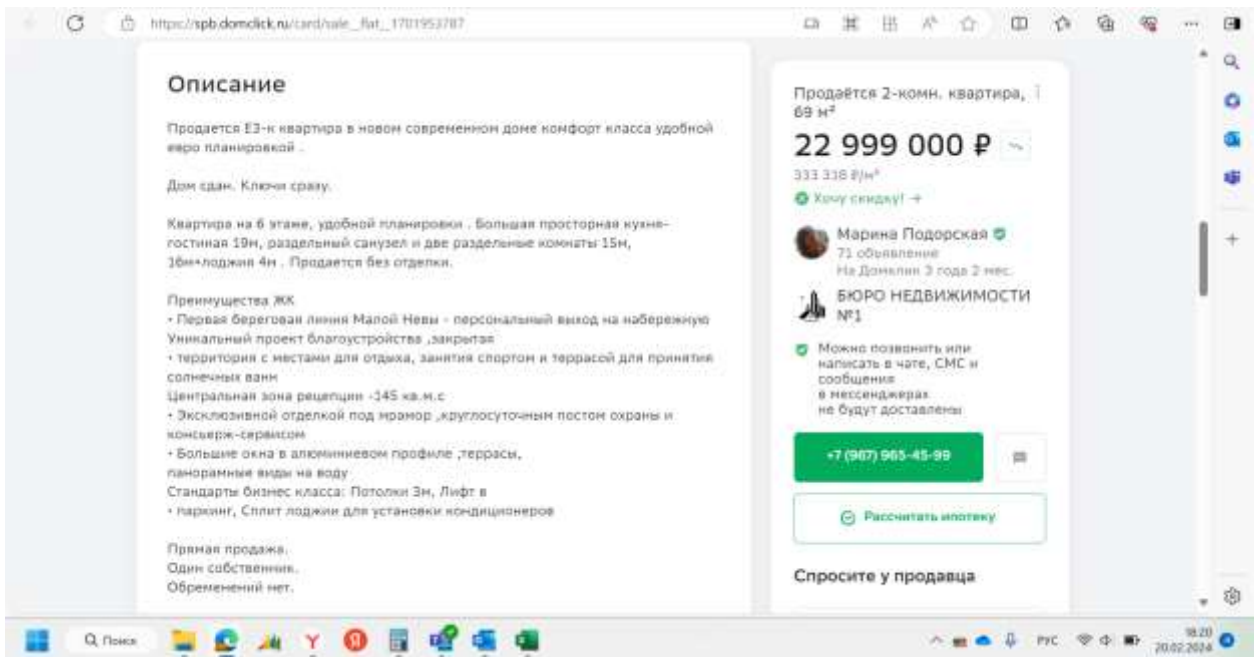 https://spb.domclick.ru/card/sale__flat__1701953787
Описание
Продается Е3-к квартира в новом современном доме комфорт класса удобной
евро планировкой .
Дом сдан. Ключи сразу.
Квартира на 6 этаже, удобной планировки . Большая просторная кухня-
гостиная 19м, раздельный санузел и две раздельные комнаты 15м,
16м+лоджия 4м . Продается без отделки.
Преимущества ЖК
• Первая береговая линия Малой Невы - персональный выход на набережную
Уникальный проект благоустройства ,закрытая
• территория с местами для отдыха, занятия спортом и террасой для принятия
солнечных ванн
Центральная зона рецепции -145 кв.м.с
• Эксклюзивной отделкой под мрамор ,круглосуточным постом охраны и
консьерж-сервисом
• Большие окна в алюминиевом профиле ,террасы,
панорамные виды на воду
Стандарты бизнес класса: Потолки 3м, Лифт в
• паркинг, Сплит лоджии для установки кондиционеров
Прямая продажа.
Один собственник.
Обременений нет.
Продаётся 2-комн. квартира,
69 м²
22 999 000 ₽
333 318 ₽/м²
Хочу скидку! →
Марина Подорская
71 объявление
На Домклик 3 года 2 мес.
БЮРО НЕДВИЖИМОСТИ
№1
Можно позвонить или
написать в чате, СМС и
сообщения
в мессенджерах
не будут доставлены
+7 (967) 965-45-99
Рассчитать ипотеку
Спросите у продавца
Поиск
РУС
18:20
20.02.2024